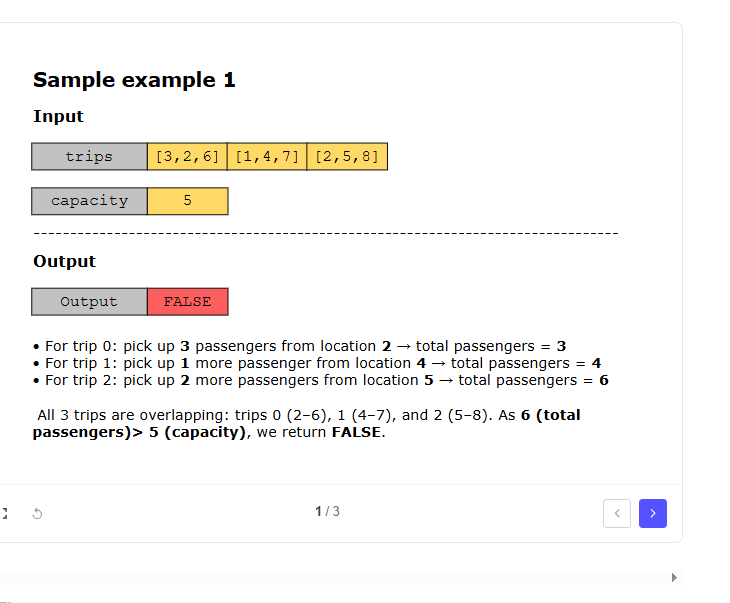 Sample example 1
Input
trips [3,2,6] [1,4,7] [2,5,8]
capacity 5
--------------------------------------------------------------------------------
Output
Output FALSE
• For trip 0: pick up 3 passengers from location 2 → total passengers = 3
• For trip 1: pick up 1 more passenger from location 4 → total passengers = 4
• For trip 2: pick up 2 more passengers from location 5 → total passengers = 6
All 3 trips are overlapping: trips 0 (2–6), 1 (4–7), and 2 (5–8). As 6 (total
passengers)> 5 (capacity), we return FALSE.
1 / 3